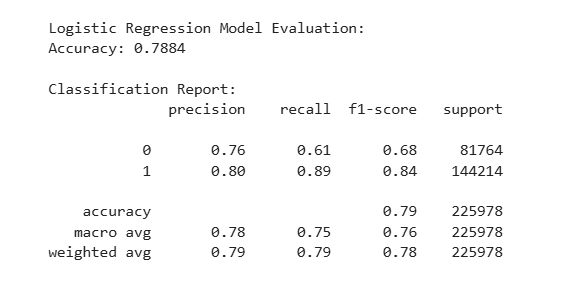 Logistic Regression Model Evaluation:
Accuracy: 0.7884
Classification Report:
precision recall f1-score support
0 0.76 0.61 0.68 81764
1 0.80 0.89 0.84 144214
accuracy 0.79 225978
macro avg 0.78 0.75 0.76 225978
weighted avg 0.79 0.79 0.78 225978